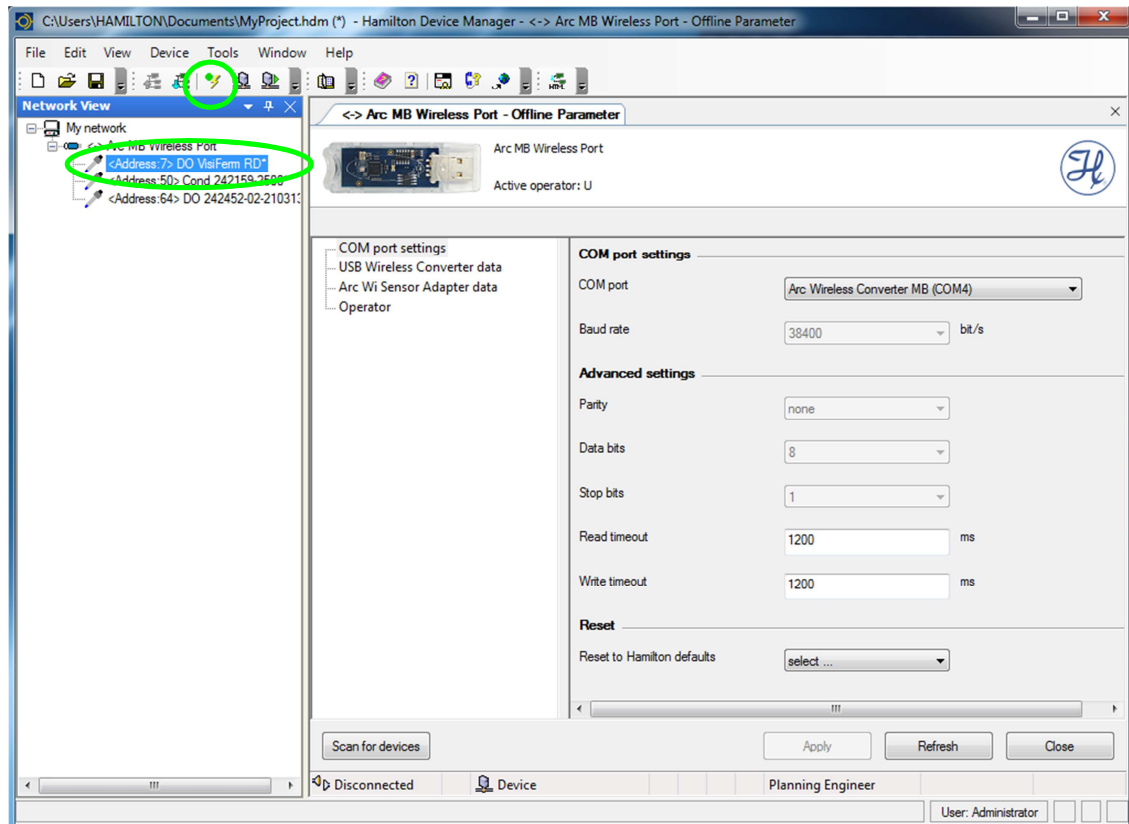 C:\Users\HAMILTON\Documents\MyProject.hdm (*) - Hamilton Device Manager - <-> Arc MB Wireless Port - Offline Parameter
File Edit View Device Tools Window Help
Network View
<-> Arc MB Wireless Port - Offline Parameter
My network
<-> Arc MB Wireless Port
<Address:7> DO VisiFerm RD*
<Address:50> Cond 242159-2500
<Address:64> DO 242452-02-210313
Arc MB Wireless Port
Active operator: U
COM port settings
USB Wireless Converter data
Arc Wi Sensor Adapter data
Operator
COM port settings
COM port Arc Wireless Converter MB (COM4)
Baud rate 38400 bit/s
Advanced settings
Parity none
Data bits 8
Stop bits 1
Read timeout 1200 ms
Write timeout 1200 ms
Reset
Reset to Hamilton defaults select ...
Scan for devices Apply Refresh Close
Disconnected Device Planning Engineer
User: Administrator